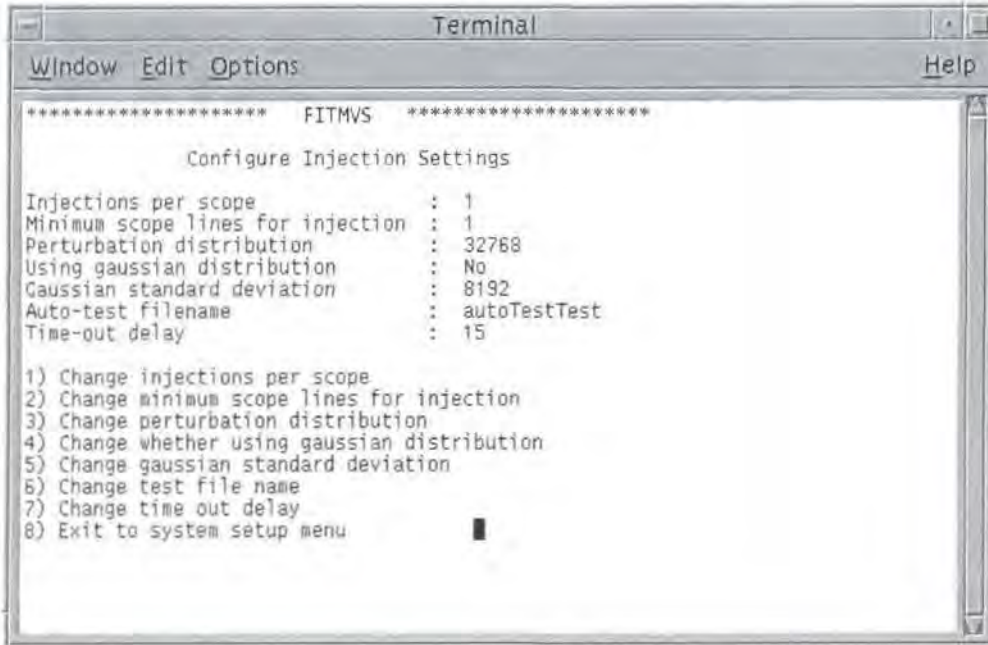 Terminal
Window Edit Options Help
********************* FITMVS *********************
Configure Injection Settings
Injections per scope : 1
Minimum scope lines for injection : 1
Perturbation distribution : 32768
Using gaussian distribution : No
Gaussian standard deviation : 8192
Auto-test filename : autoTestTest
Time-out delay : 15
1) Change injections per scope
2) Change minimum scope lines for injection
3) Change perturbation distribution
4) Change whether using gaussian distribution
5) Change gaussian standard deviation
6) Change test file name
7) Change time out delay
8) Exit to system setup menu